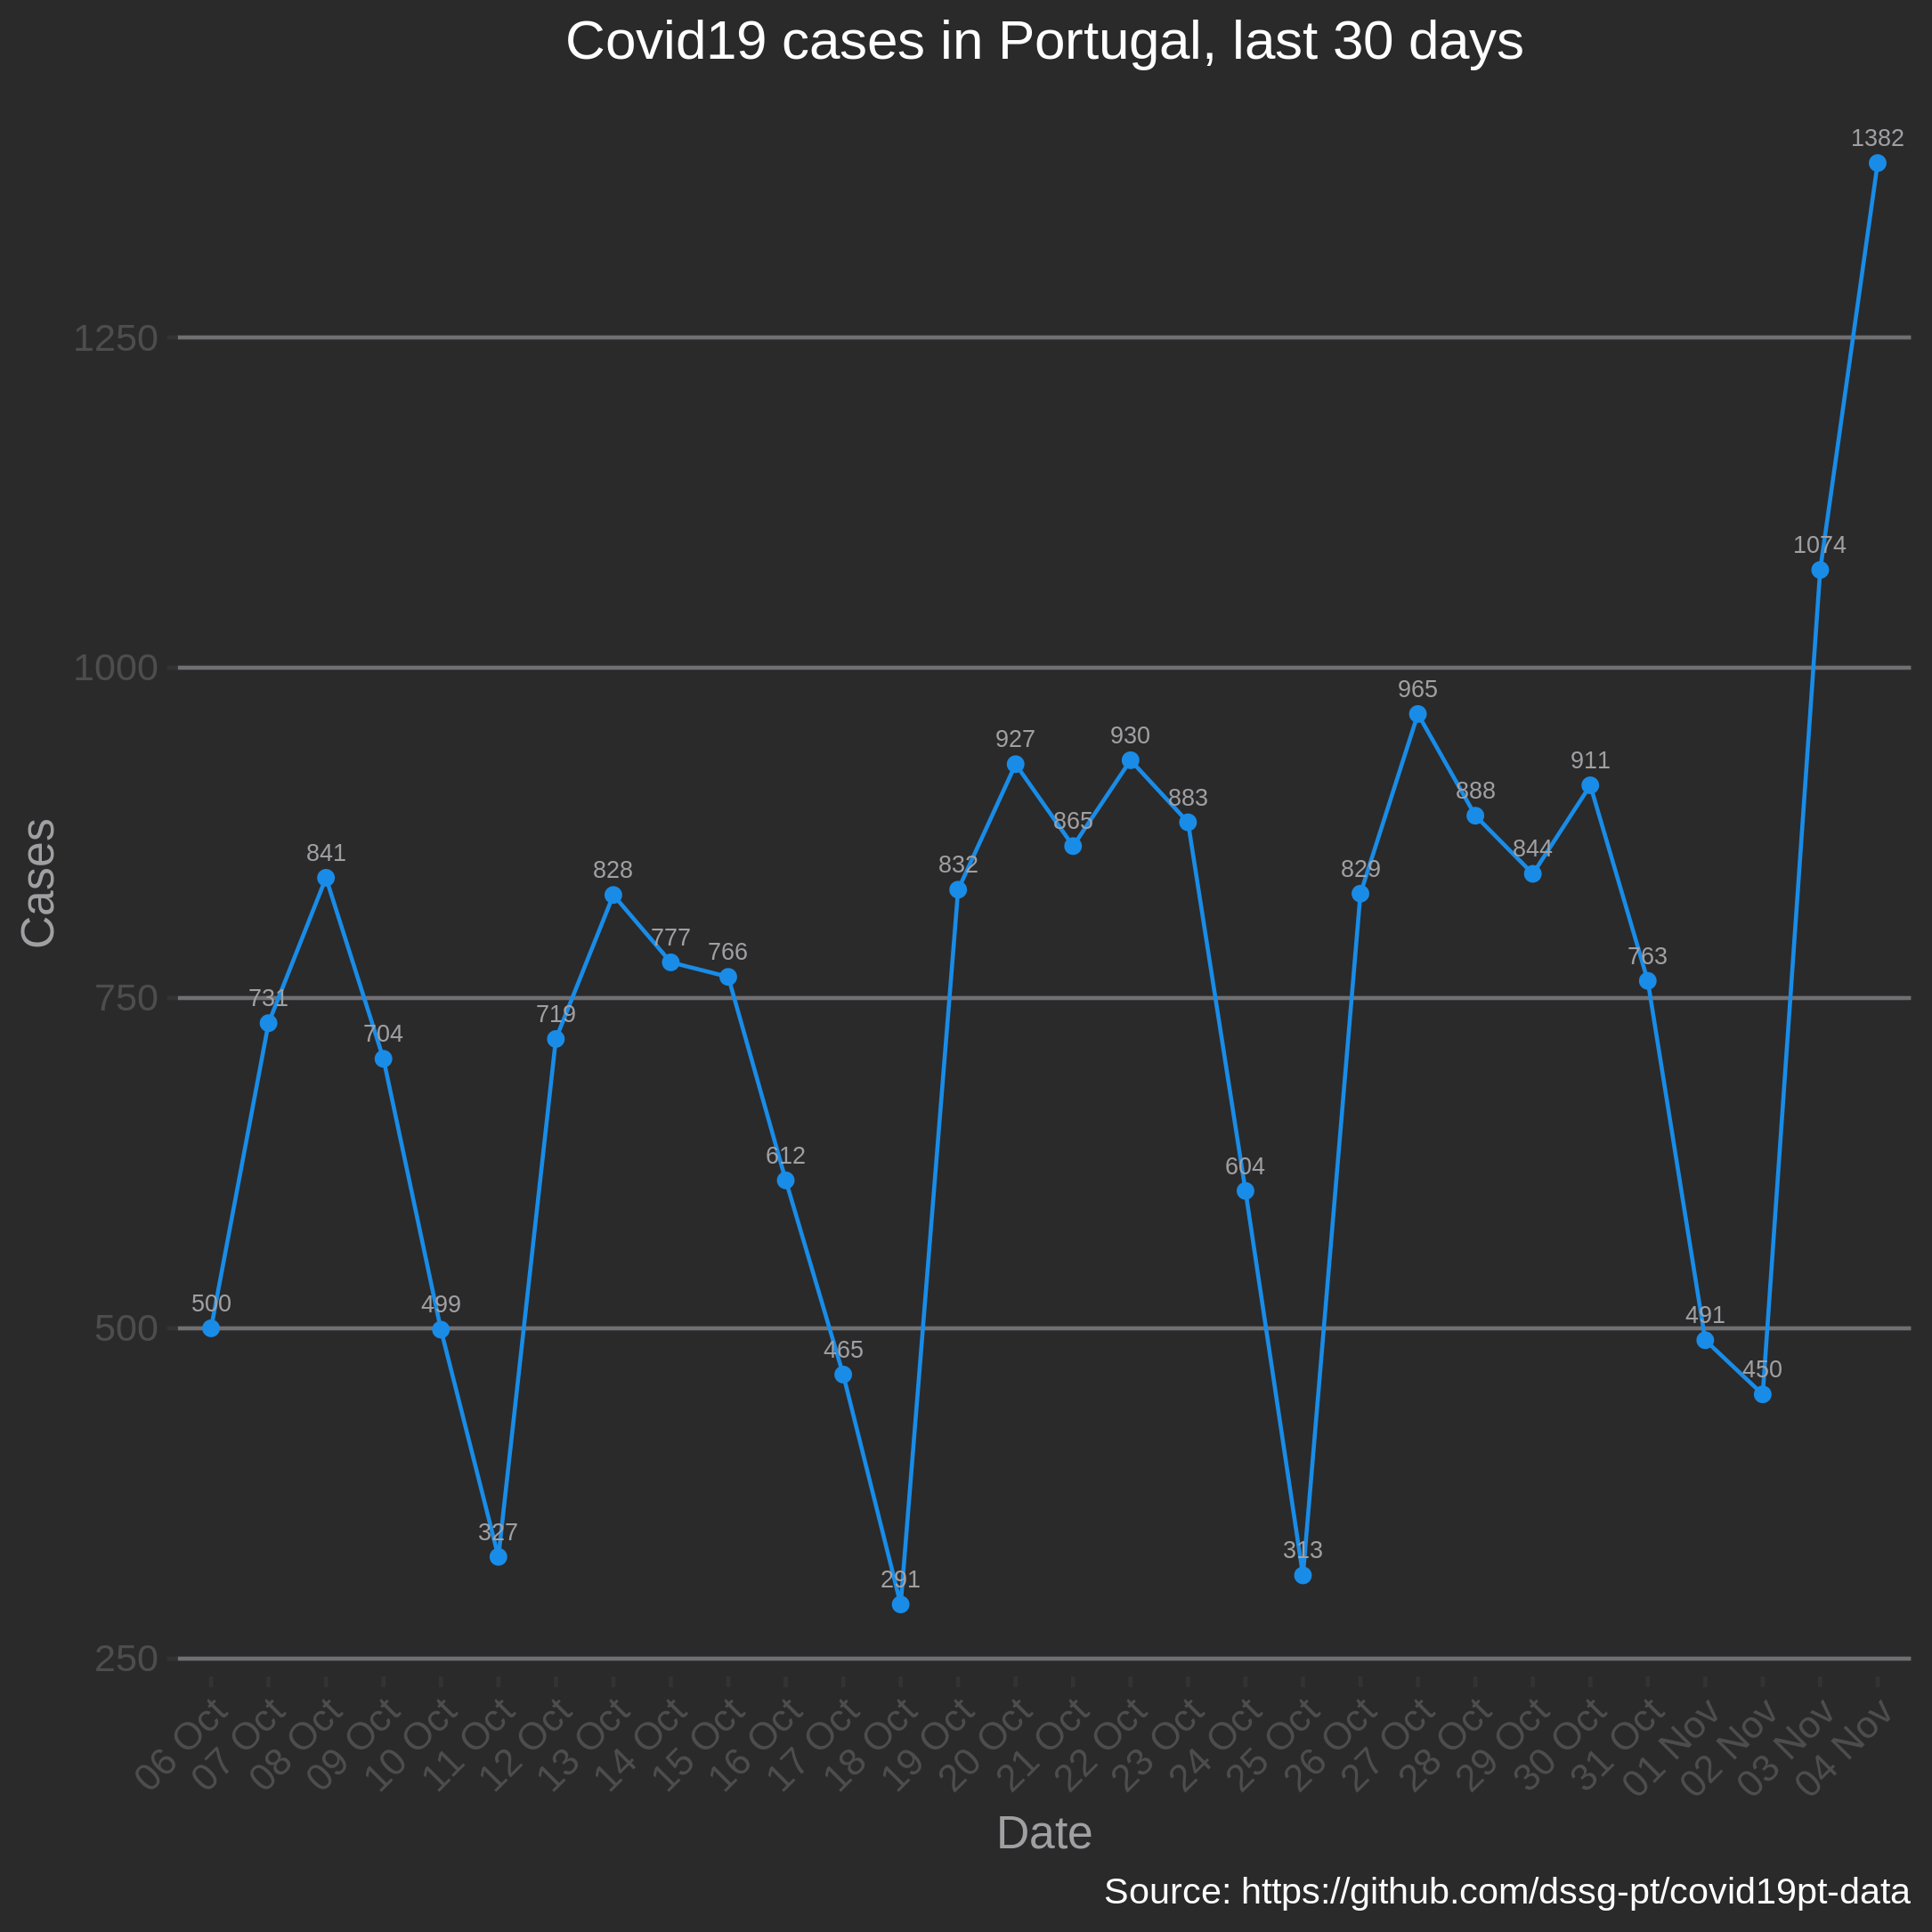 Covid19 cases in Portugal, last 30 days
1382
1250
1074
1000
965
927
930
911
888
883
865
841
844
828
832
829
777
766
763
750
731
719
704
612
604
500
499
491
500
465
450
327
313
291
250
Cases
06 Oct
07 Oct
08 Oct
09 Oct
10 Oct
11 Oct
12 Oct
13 Oct
14 Oct
15 Oct
16 Oct
17 Oct
18 Oct
19 Oct
20 Oct
21 Oct
22 Oct
23 Oct
24 Oct
25 Oct
26 Oct
27 Oct
28 Oct
29 Oct
30 Oct
31 Oct
01 Nov
02 Nov
03 Nov
04 Nov
Date
Source: https://github.com/dssg-pt/covid19pt-data